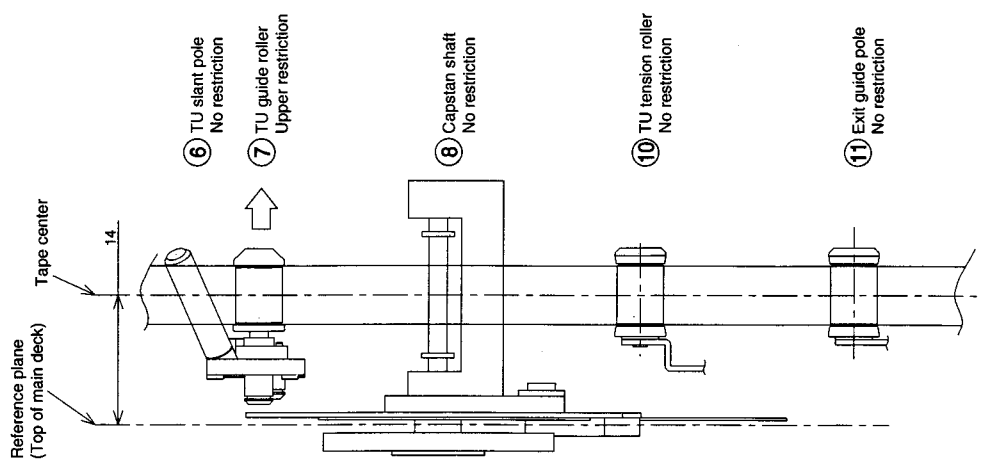 Reference plane
(Top of main deck)
Tape center
14
6 TU slant pole
No restriction
7 TU guide roller
Upper restriction
8 Capstan shaft
No restriction
10 TU tension roller
No restriction
11 Exit guide pole
No restriction